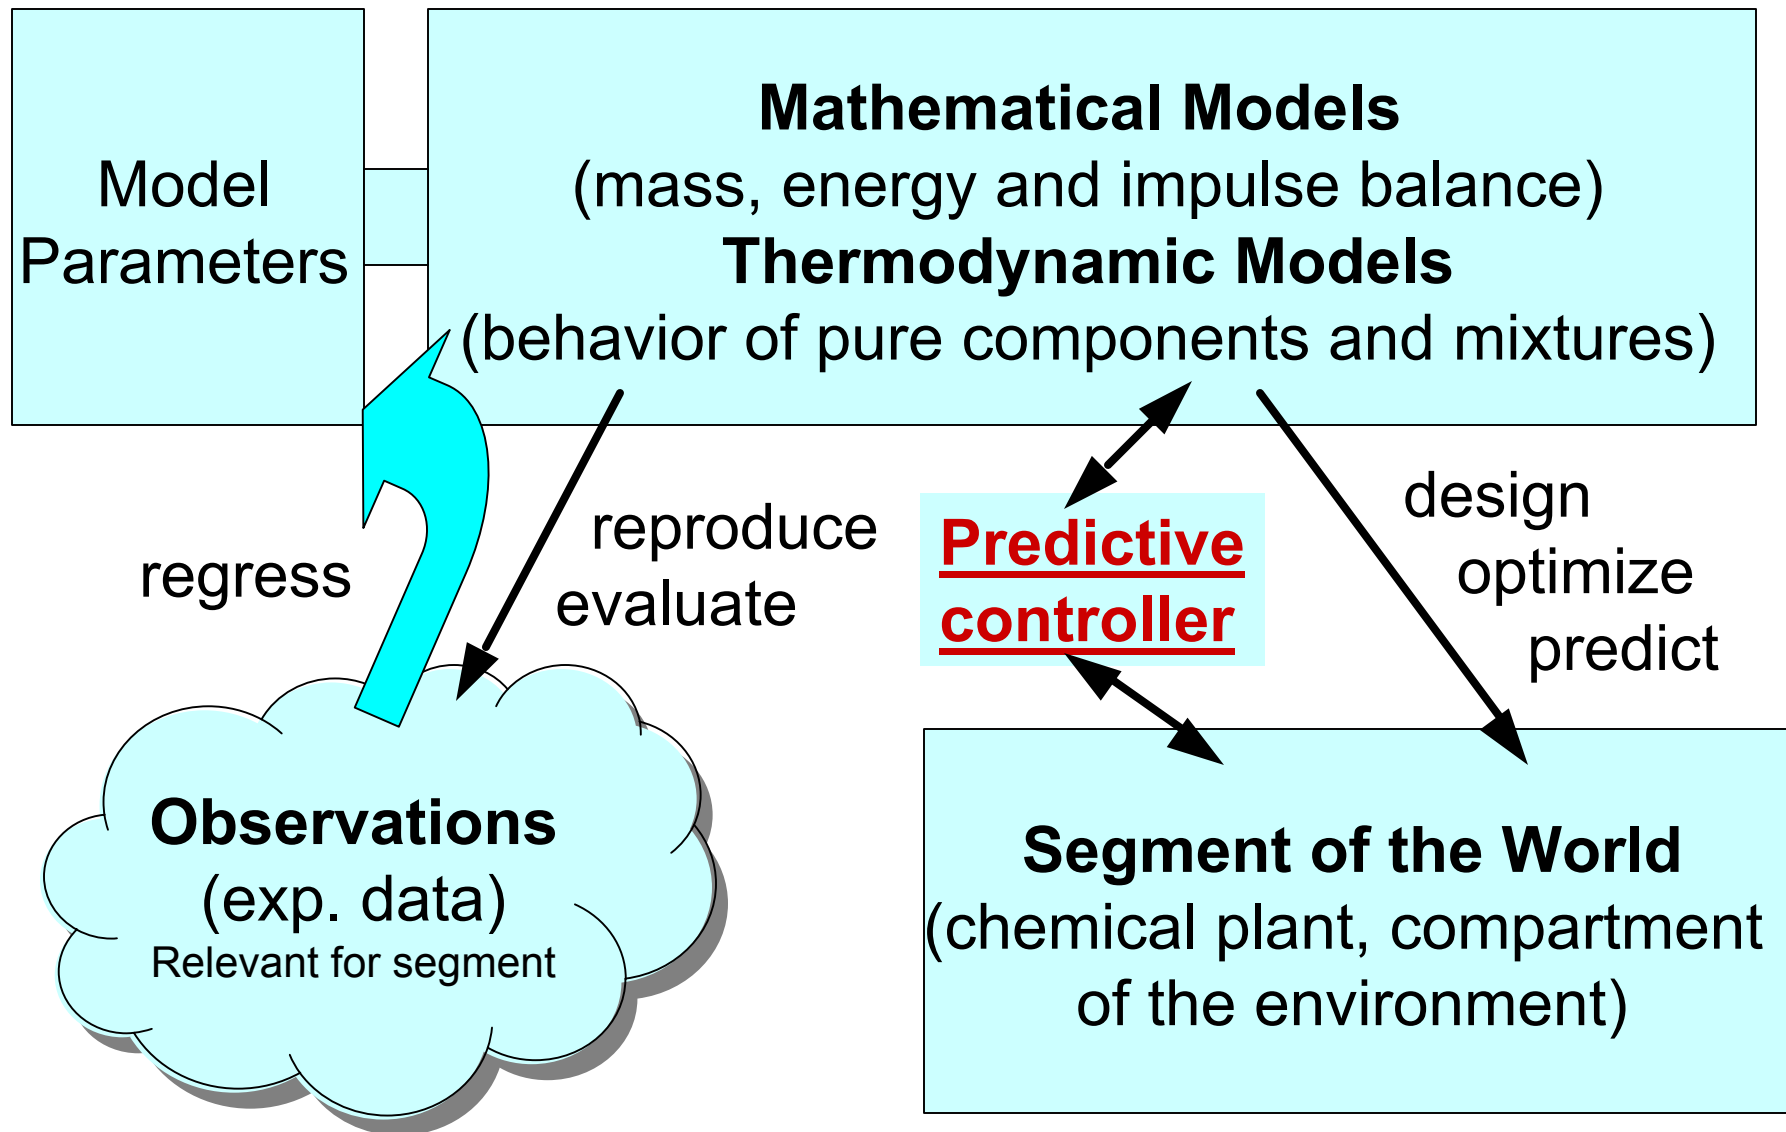 Model
Parameters
Mathematical Models
(mass, energy and impulse balance)
Thermodynamic Models
(behavior of pure components and mixtures)
regress
reproduce
evaluate
Predictive
controller
design
optimize
predict
Observations
(exp. data)
Relevant for segment
Segment of the World
(chemical plant, compartment
of the environment)